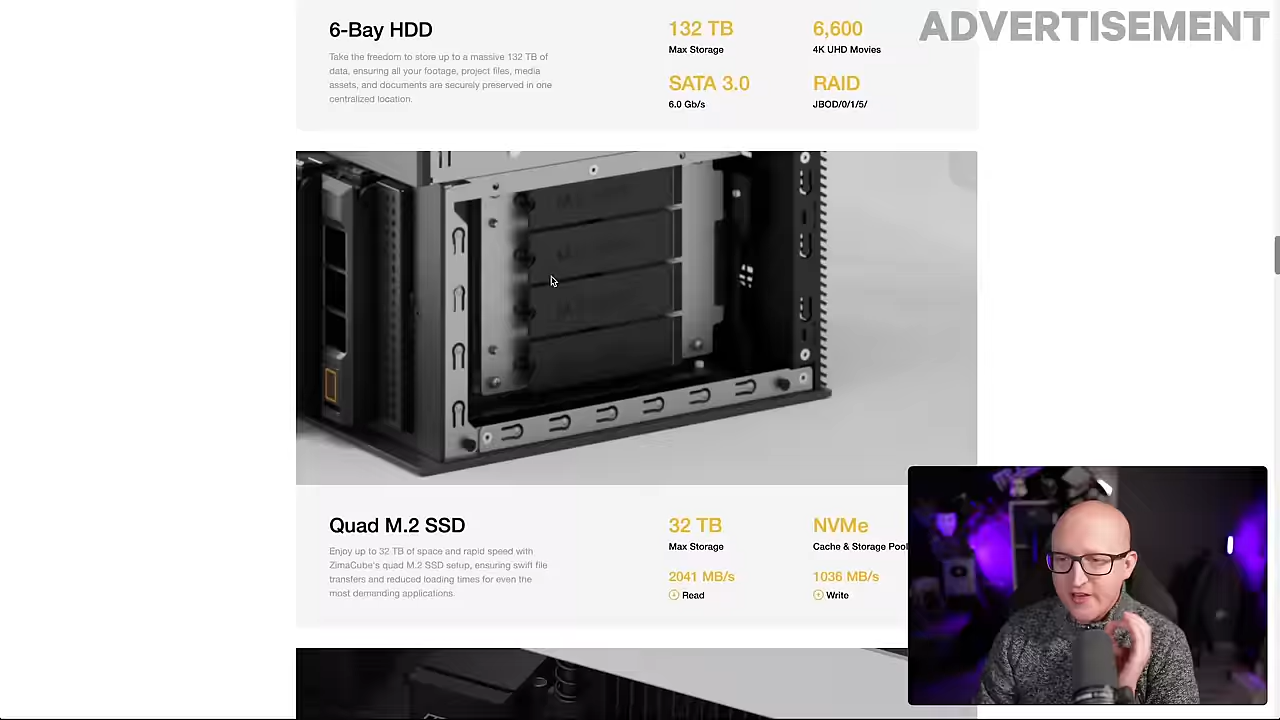 ADVERTISEMENT
6-Bay HDD
Take the freedom to store up to a massive 132 TB of
data, ensuring all your footage, project files, media
assets, and documents are securely preserved in one
centralized location.
132 TB
Max Storage
6,600
4K UHD Movies
SATA 3.0
6.0 Gb/s
RAID
JBOD/0/1/5/
Quad M.2 SSD
Enjoy up to 32 TB of space and rapid speed with
ZimaCube's quad M.2 SSD setup, ensuring swift file
transfers and reduced loading times for even the
most demanding applications.
32 TB
Max Storage
NVMe
Cache & Storage Pool
2041 MB/s
Read
1036 MB/s
Write